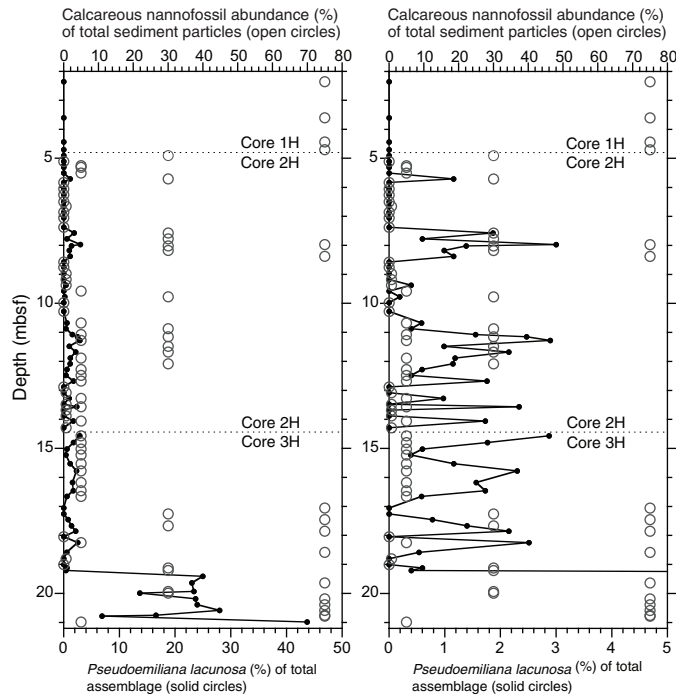 Calcareous nannofossil abundance (%)
of total sediment particles (open circles)
0 10 20 30 40 50 60 70 80
Core 1H
Core 2H
Core 2H
Core 3H
5
10
15
20
Depth (mbsf)
0 10 20 30 40 50
Pseudoemiliana lacunosa (%) of total
assemblage (solid circles)
Calcareous nannofossil abundance (%)
of total sediment particles (open circles)
0 10 20 30 40 50 60 70 80
Core 1H
Core 2H
Core 2H
Core 3H
5
10
15
20
0 1 2 3 4 5
Pseudoemiliana lacunosa (%) of total
assemblage (solid circles)